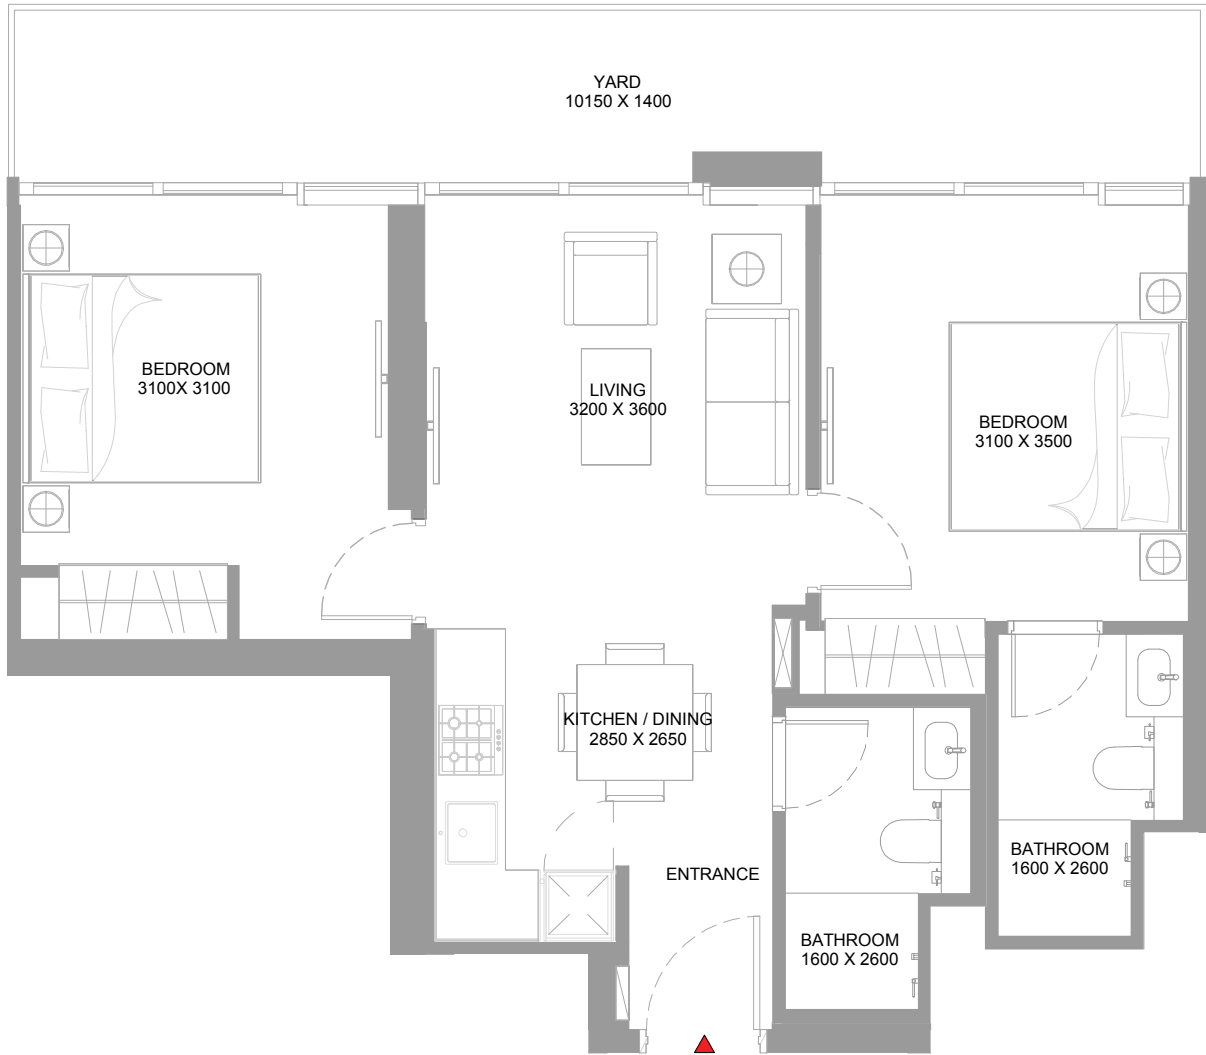 YARD
10150 X 1400
BEDROOM
3100X 3100
LIVING
3200 X 3600
BEDROOM
3100 X 3500
KITCHEN / DINING
2850 X 2650
ENTRANCE
BATHROOM
1600 X 2600
BATHROOM
1600 X 2600